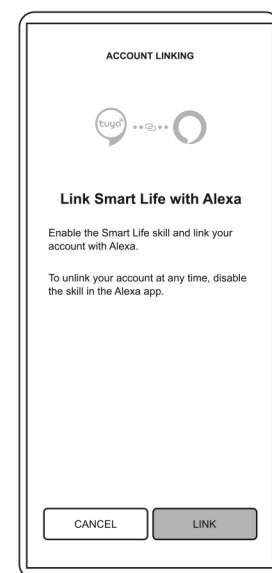 ACCOUNT LINKING
tuya
Link Smart Life with Alexa
Enable the Smart Life skill and link your
account with Alexa.
To unlink your account at any time, disable
the skill in the Alexa app.
CANCEL
LINK